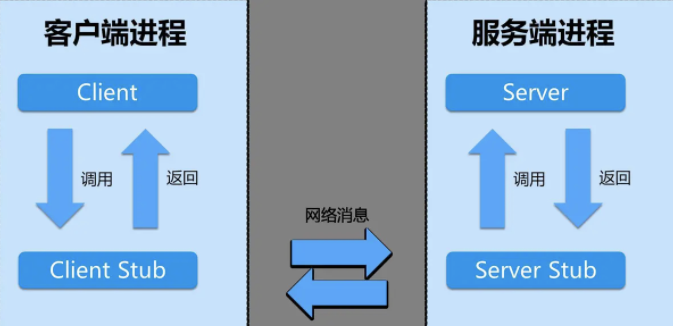 客户端进程
服务端进程
Client
Server
调用
返回
调用
返回
网络消息
Client Stub
Server Stub